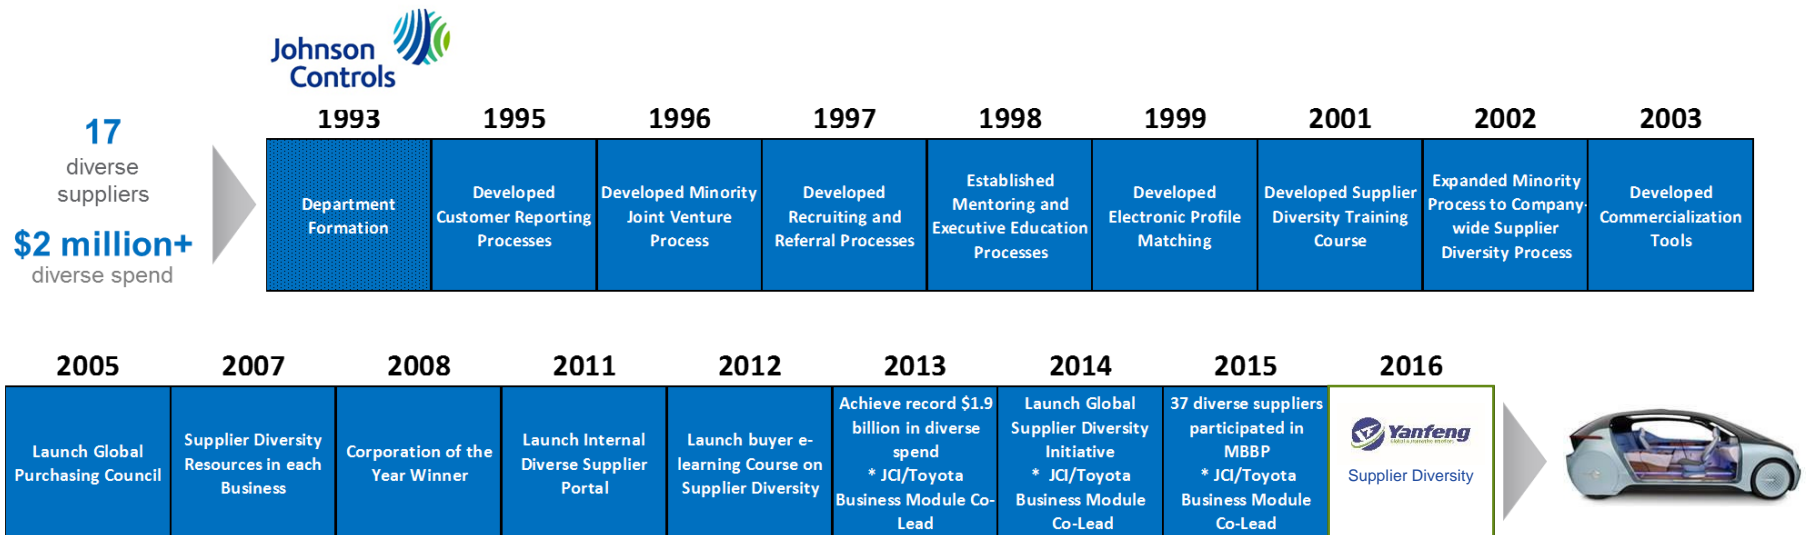 Johnson
Controls
17
diverse
suppliers
$2 million+
diverse spend
1993
Department
Formation
1995
Developed
Customer Reporting
Processes
1996
Developed Minority
Joint Venture
Process
1997
Developed
Recruiting and
Referral Processes
1998
Established
Mentoring and
Executive Education
Processes
1999
Developed
Electronic Profile
Matching
2001
Developed Supplier
Diversity Training
Course
2002
Expanded Minority
Process to Company-
wide Supplier
Diversity Process
2003
Developed
Commercialization
Tools
2005
Launch Global
Purchasing Council
2007
Supplier Diversity
Resources in each
Business
2008
Corporation of the
Year Winner
2011
Launch Internal
Diverse Supplier
Portal
2012
Launch buyer e-
learning Course on
Supplier Diversity
2013
Achieve record $1.9
billion in diverse
spend
* JCI/Toyota
Business Module Co-
Lead
2014
Launch Global
Supplier Diversity
Initiative
* JCI/Toyota
Business Module
Co-Lead
2015
37 diverse suppliers
participated in
MBBP
* JCI/Toyota
Business Module
Co-Lead
2016
Yanfeng
Global automotive interiors
Supplier Diversity